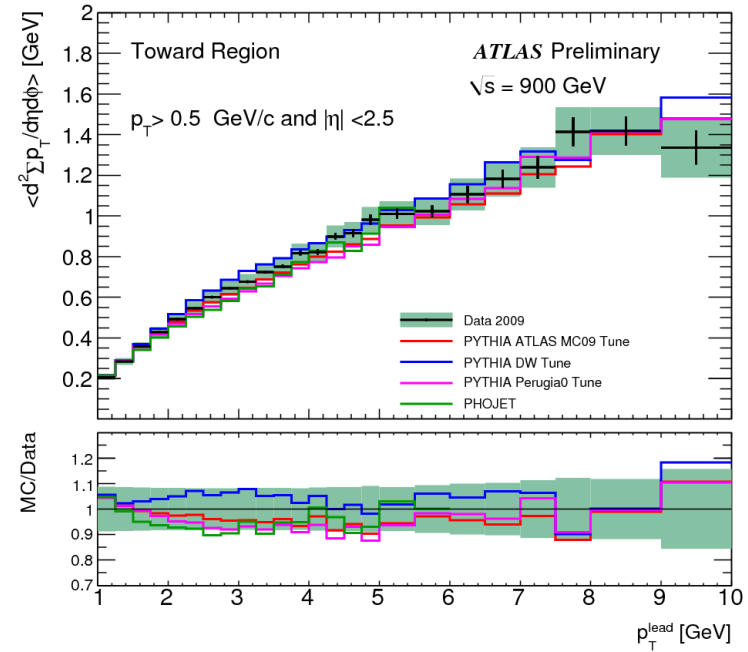 Toward Region
ATLAS Preliminary
√s = 900 GeV
p_T > 0.5 GeV/c and |η| <2.5
<d²Σp_T/dηdϕ> [GeV]
2
1.8
1.6
1.4
1.2
1
0.8
0.6
0.4
0.2
Data 2009
PYTHIA ATLAS MC09 Tune
PYTHIA DW Tune
PYTHIA Perugia0 Tune
PHOJET
MC/Data
1.2
1.1
1
0.9
0.8
0.7
1 2 3 4 5 6 7 8 9 10
p_T^lead [GeV]